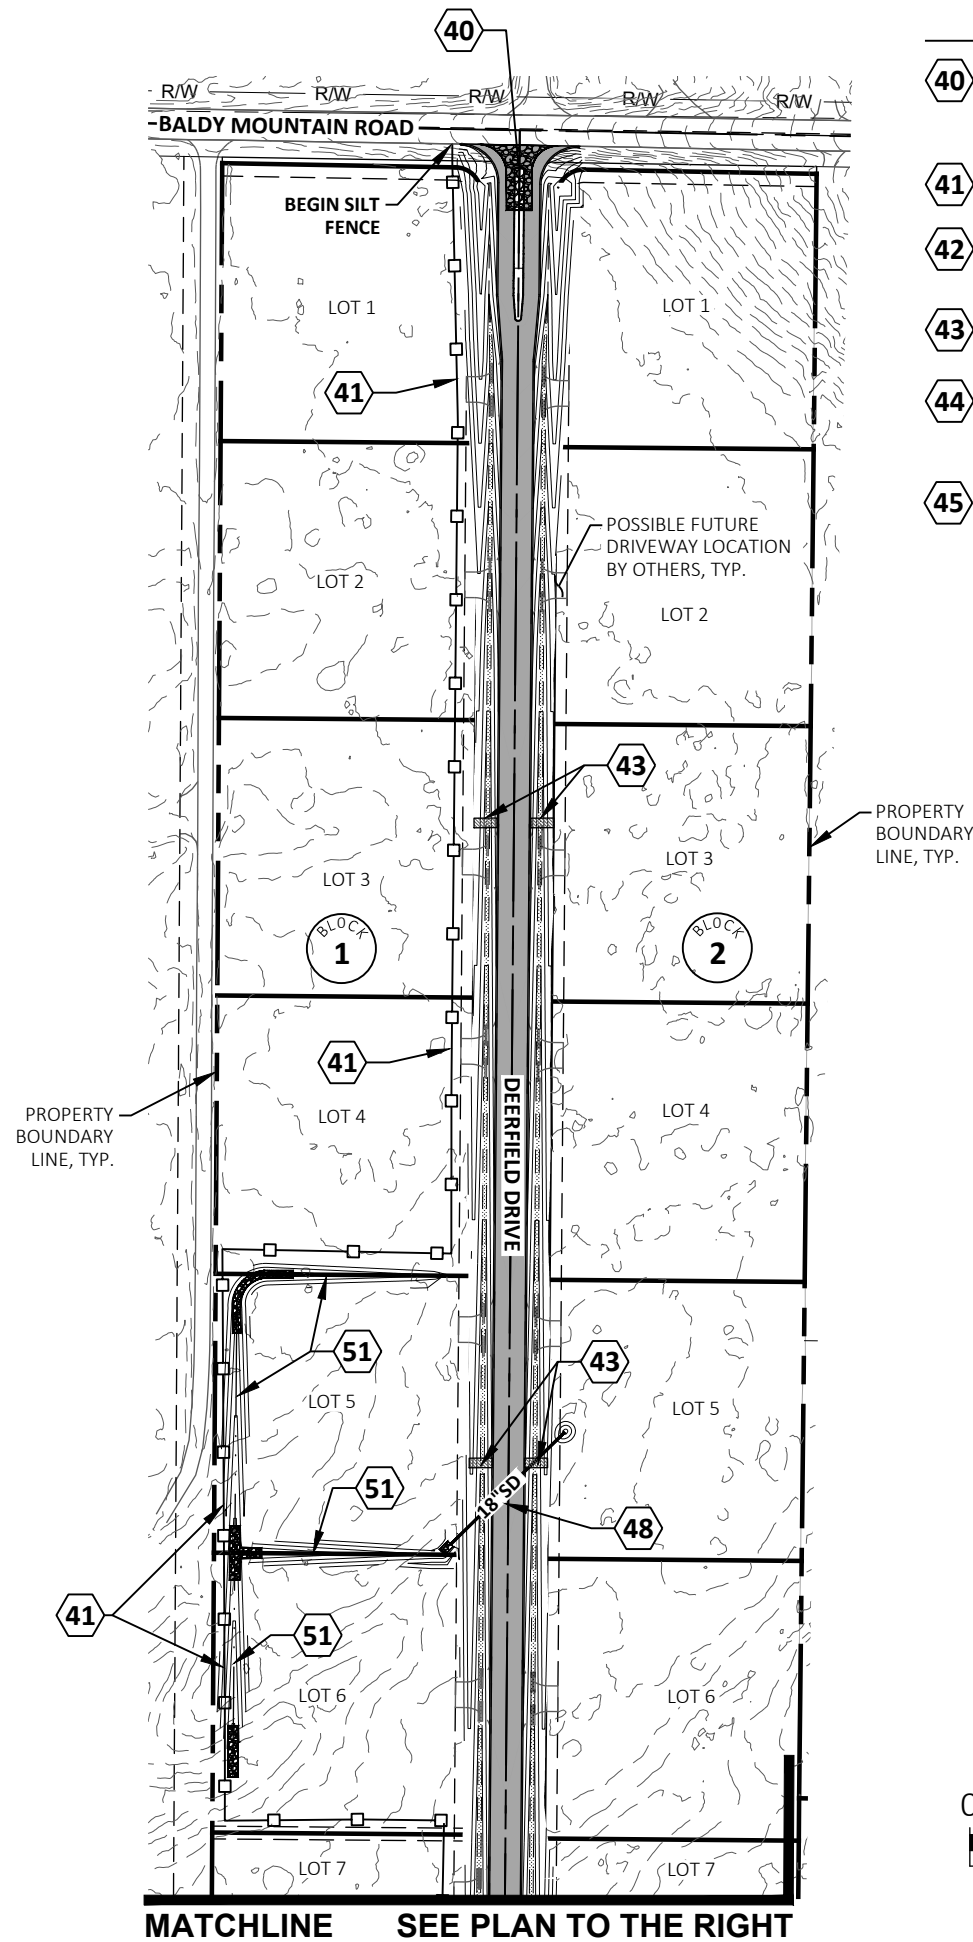 40
40
R/W R/W R/W R/W R/W
BALDY MOUNTAIN ROAD
BEGIN SILT
FENCE
41
42
43
44
45
LOT 1
LOT 1
41
POSSIBLE FUTURE
DRIVEWAY LOCATION
BY OTHERS, TYP.
LOT 2
LOT 2
43
PROPERTY
BOUNDARY
LINE, TYP.
LOT 3
LOT 3
BLOCK
1
BLOCK
2
41
LOT 4
LOT 4
DEERFIELD DRIVE
PROPERTY
BOUNDARY
LINE, TYP.
51
43
LOT 5
LOT 5
51
18"SD
48
41
51
LOT 6
LOT 6
LOT 7
LOT 7
MATCHLINE SEE PLAN TO THE RIGHT